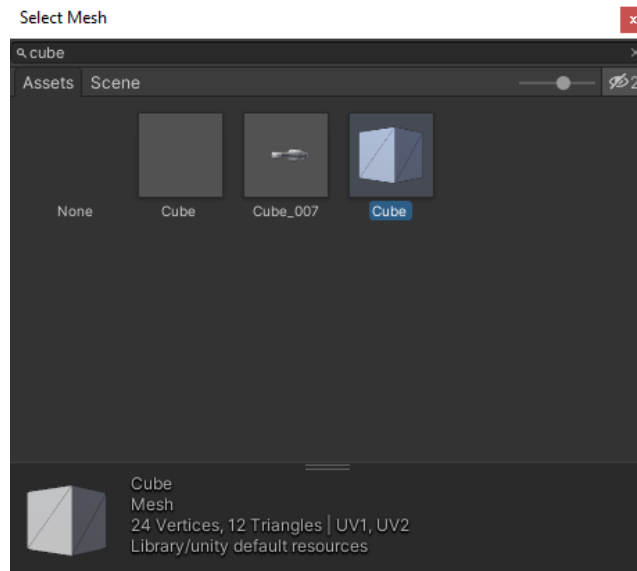 Select Mesh
x
cube
Assets Scene
2
None Cube Cube_007 Cube
Cube
Mesh
24 Vertices, 12 Triangles | UV1, UV2
Library/unity default resources